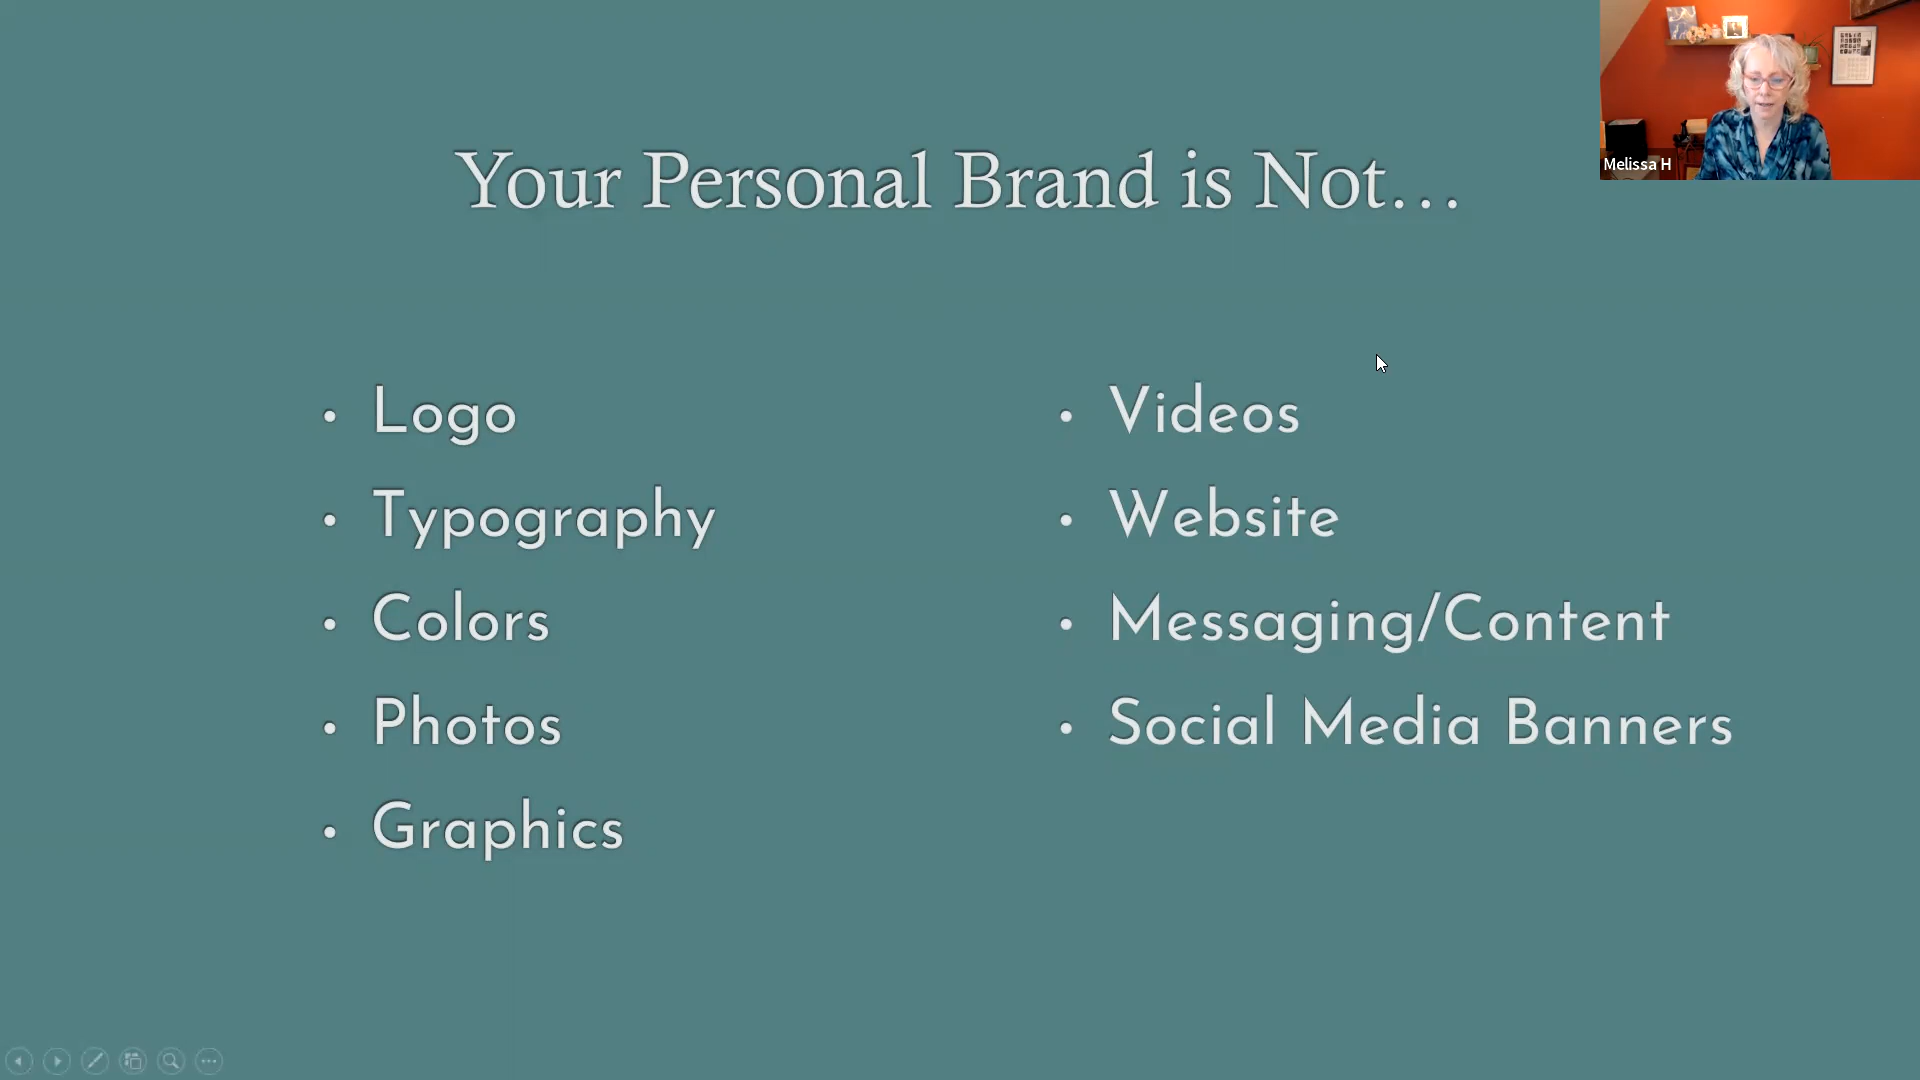 Your Personal Brand is Not...
• Logo
• Typography
• Colors
• Photos
• Graphics
• Videos
• Website
• Messaging/Content
• Social Media Banners
Melissa H